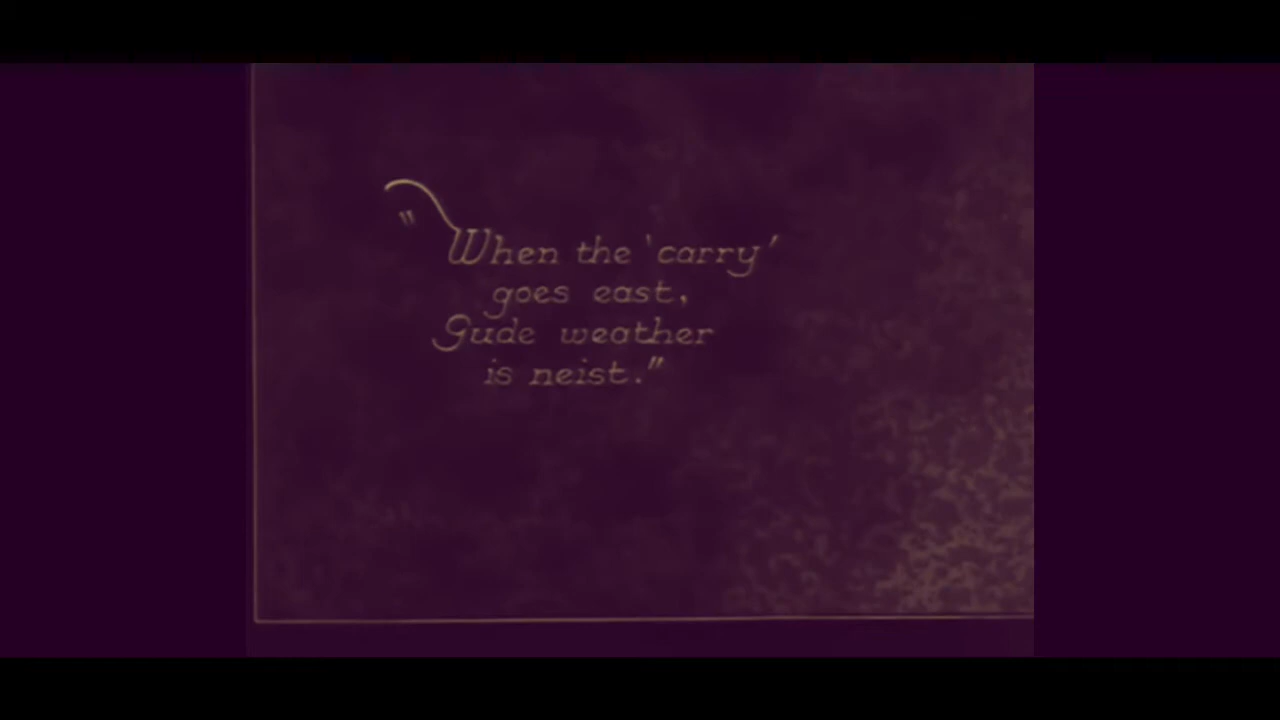 "When the 'carry'
goes east,
Gude weather
is neist."